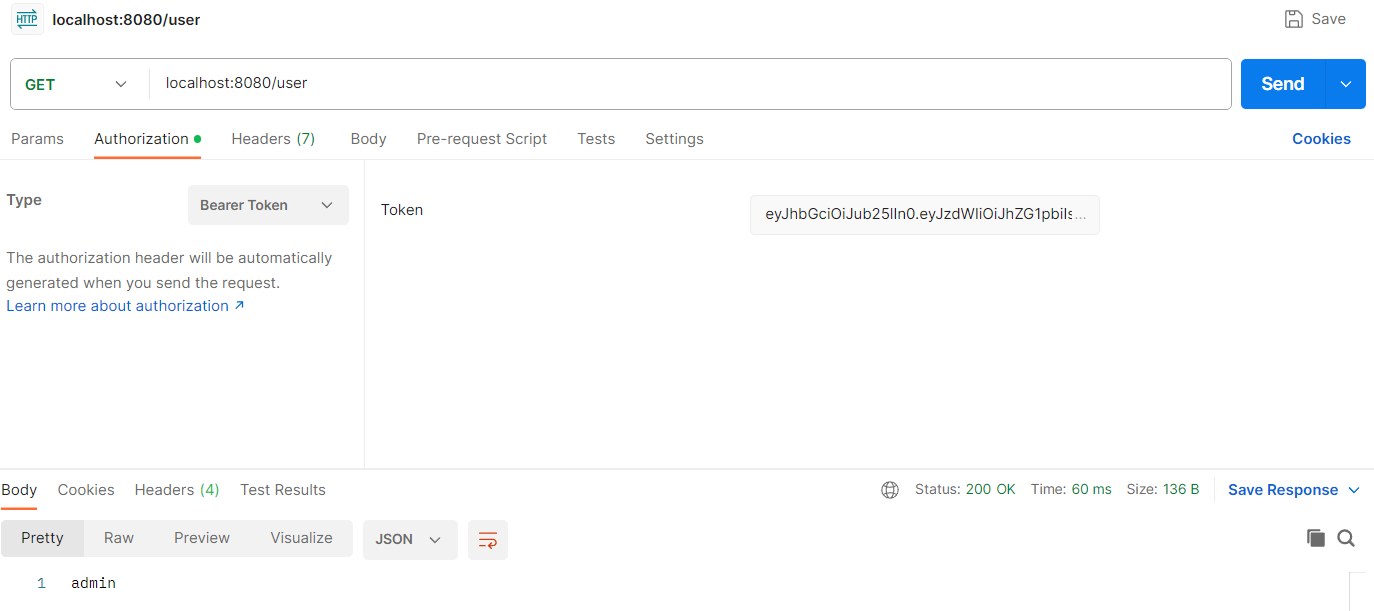 HTTP localhost:8080/user Save
GET localhost:8080/user Send
Params Authorization Headers (7) Body Pre-request Script Tests Settings Cookies
Type Bearer Token Token eyJhbGciOiJub25lIn0.eyJzdWIiOiJhZG1pbiIs...
The authorization header will be automatically
generated when you send the request.
Learn more about authorization ↗
Body Cookies Headers (4) Test Results Status: 200 OK Time: 60 ms Size: 136 B Save Response
Pretty Raw Preview Visualize JSON
1 admin